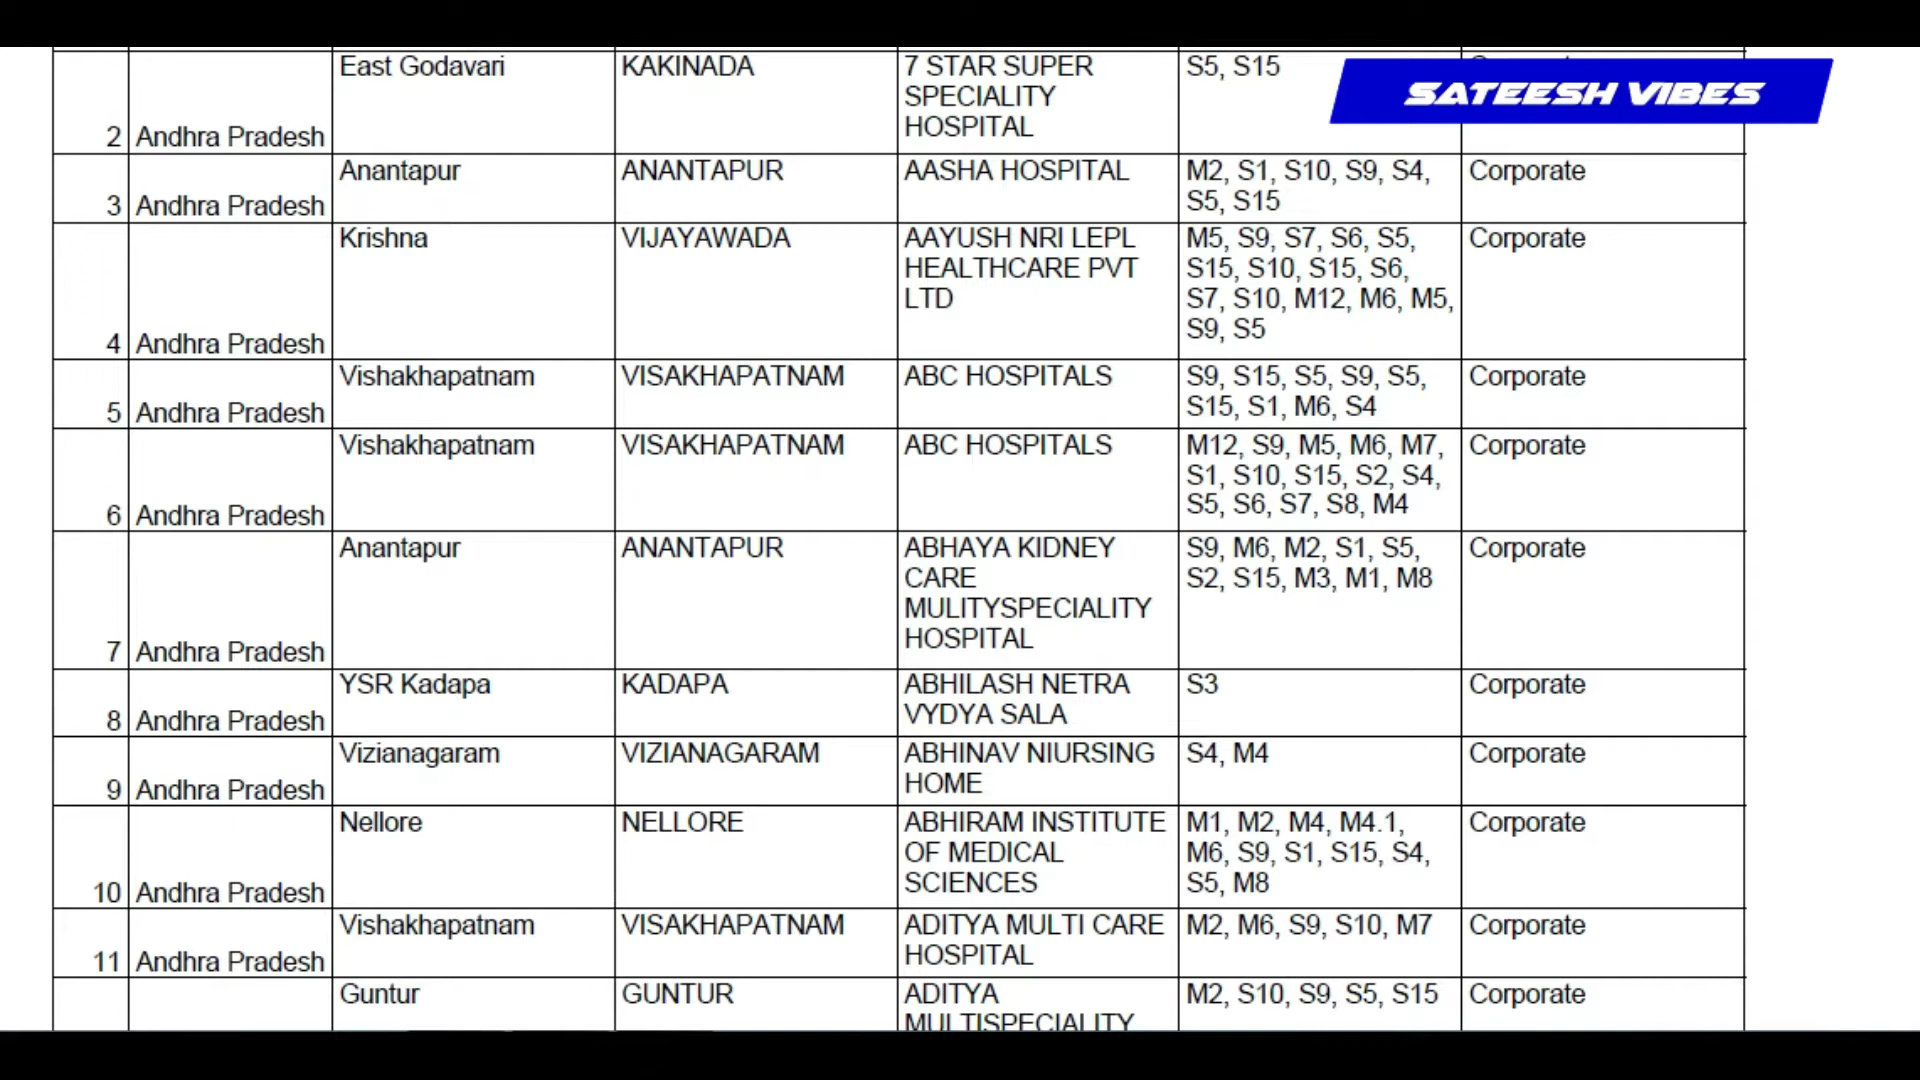 East Godavari KAKINADA 7 STAR SUPER S5, S15
SPECIALITY
HOSPITAL
2 Andhra Pradesh
SATEESH VIBES
Anantapur ANANTAPUR AASHA HOSPITAL M2, S1, S10, S9, S4, Corporate
S5, S15
3 Andhra Pradesh
Krishna VIJAYAWADA AAYUSH NRI LEPL M5, S9, S7, S6, S5, Corporate
HEALTHCARE PVT S15, S10, S15, S6,
LTD S7, S10, M12, M6, M5,
S9, S5
4 Andhra Pradesh
Vishakhapatnam VISAKHAPATNAM ABC HOSPITALS S9, S15, S5, S9, S5, Corporate
S15, S1, M6, S4
5 Andhra Pradesh
Vishakhapatnam VISAKHAPATNAM ABC HOSPITALS M12, S9, M5, M6, M7, Corporate
S1, S10, S15, S2, S4,
S5, S6, S7, S8, M4
6 Andhra Pradesh
Anantapur ANANTAPUR ABHAYA KIDNEY S9, M6, M2, S1, S5, Corporate
CARE S2, S15, M3, M1, M8
MULITYSPECIALITY
HOSPITAL
7 Andhra Pradesh
YSR Kadapa KADAPA ABHILASH NETRA S3 Corporate
VYDYA SALA
8 Andhra Pradesh
Vizianagaram VIZIANAGARAM ABHINAV NIURSING S4, M4 Corporate
HOME
9 Andhra Pradesh
Nellore NELLORE ABHIRAM INSTITUTE M1, M2, M4, M4.1, Corporate
OF MEDICAL M6, S9, S1, S15, S4,
SCIENCES S5, M8
10 Andhra Pradesh
Vishakhapatnam VISAKHAPATNAM ADITYA MULTI CARE M2, M6, S9, S10, M7 Corporate
HOSPITAL
11 Andhra Pradesh
Guntur GUNTUR ADITYA M2, S10, S9, S5, S15 Corporate
MULTISPECIALITY